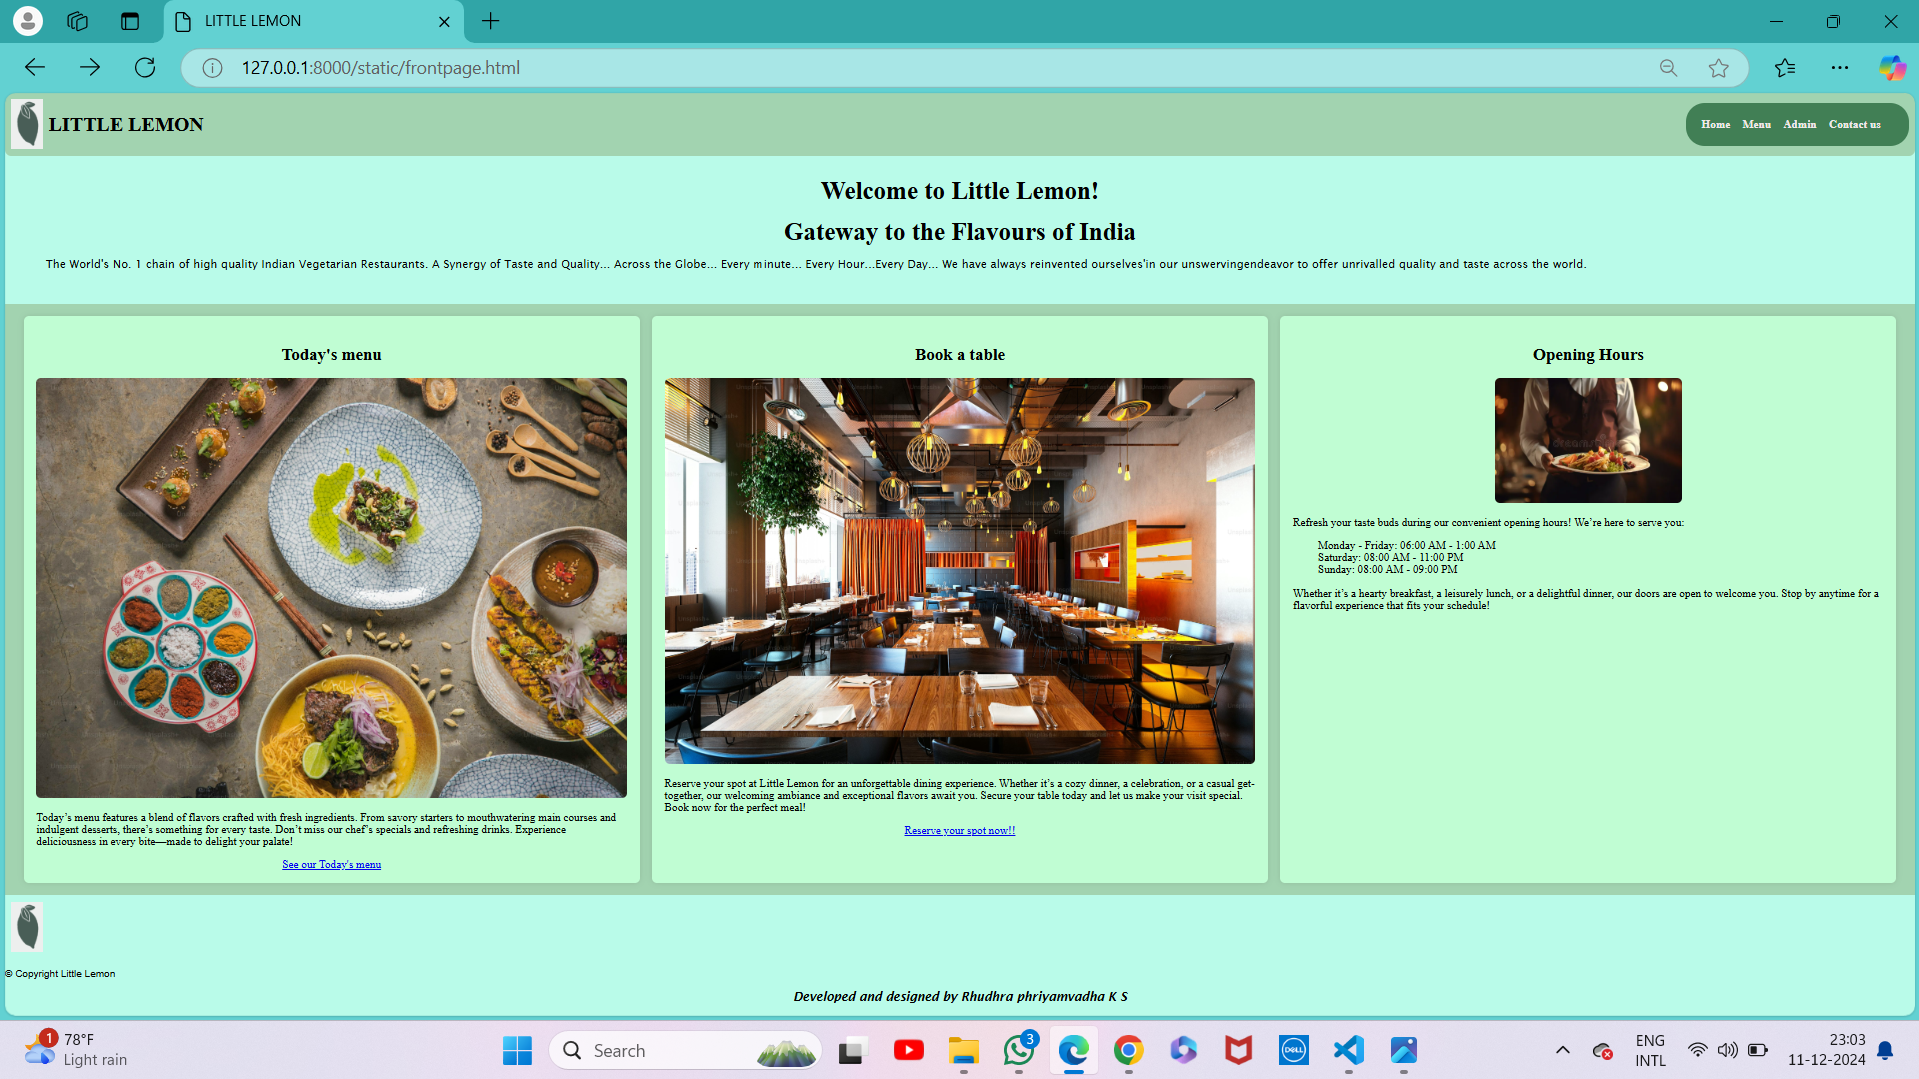 LITTLE LEMON
127.0.0.1:8000/static/frontpage.html
LITTLE LEMON
Home Menu Admin Contact us
Welcome to Little Lemon!
Gateway to the Flavours of India
The World's No. 1 chain of high quality Indian Vegetarian Restaurants. A Synergy of Taste and Quality... Across the Globe... Every minute... Every Hour...Every Day... We have always reinvented ourselves'in our unswervingendeavor to offer unrivalled quality and taste across the world.
Today's menu
Today's menu features a blend of flavors crafted with fresh ingredients. From savory starters to mouthwatering main courses and
indulgent desserts, there's something for every taste. Don't miss our chef's specials and refreshing drinks. Experience
deliciousness in every bite—made to delight your palate!
See our Today's menu
Book a table
Reserve your spot at Little Lemon for an unforgettable dining experience. Whether it's a cozy dinner, a celebration, or a casual get-
together, our welcoming ambiance and exceptional flavors await you. Secure your table today and let us make your visit special.
Book now for the perfect meal!
Reserve your spot now!!
Opening Hours
Refresh your taste buds during our convenient opening hours! We're here to serve you:
Monday - Friday: 06:00 AM - 1:00 AM
Saturday: 08:00 AM - 11:00 PM
Sunday: 08:00 AM - 09:00 PM
Whether it's a hearty breakfast, a leisurely lunch, or a delightful dinner, our doors are open to welcome you. Stop by anytime for a
flavorful experience that fits your schedule!
© Copyright Little Lemon
Developed and designed by Rhudhra phriyamvadha K S
1
78°F
Light rain
Search
3
DELL
ENG
INTL
23:03
11-12-2024